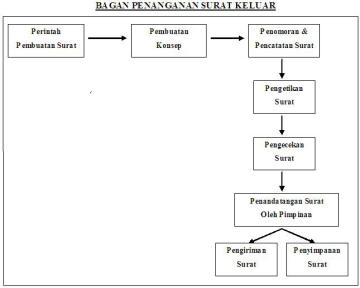 BAGAN PENANGANAN SURAT KELUAR
Perintah
Pembuatan Surat
Pembuatan
Konsep
Penomoran &
Pencatatan Surat
Pengetikan
Surat
Pengecekan
Surat
Penandatangan Surat
Oleh Pimpinan
Pengiriman
Surat
Penyimpanan
Surat